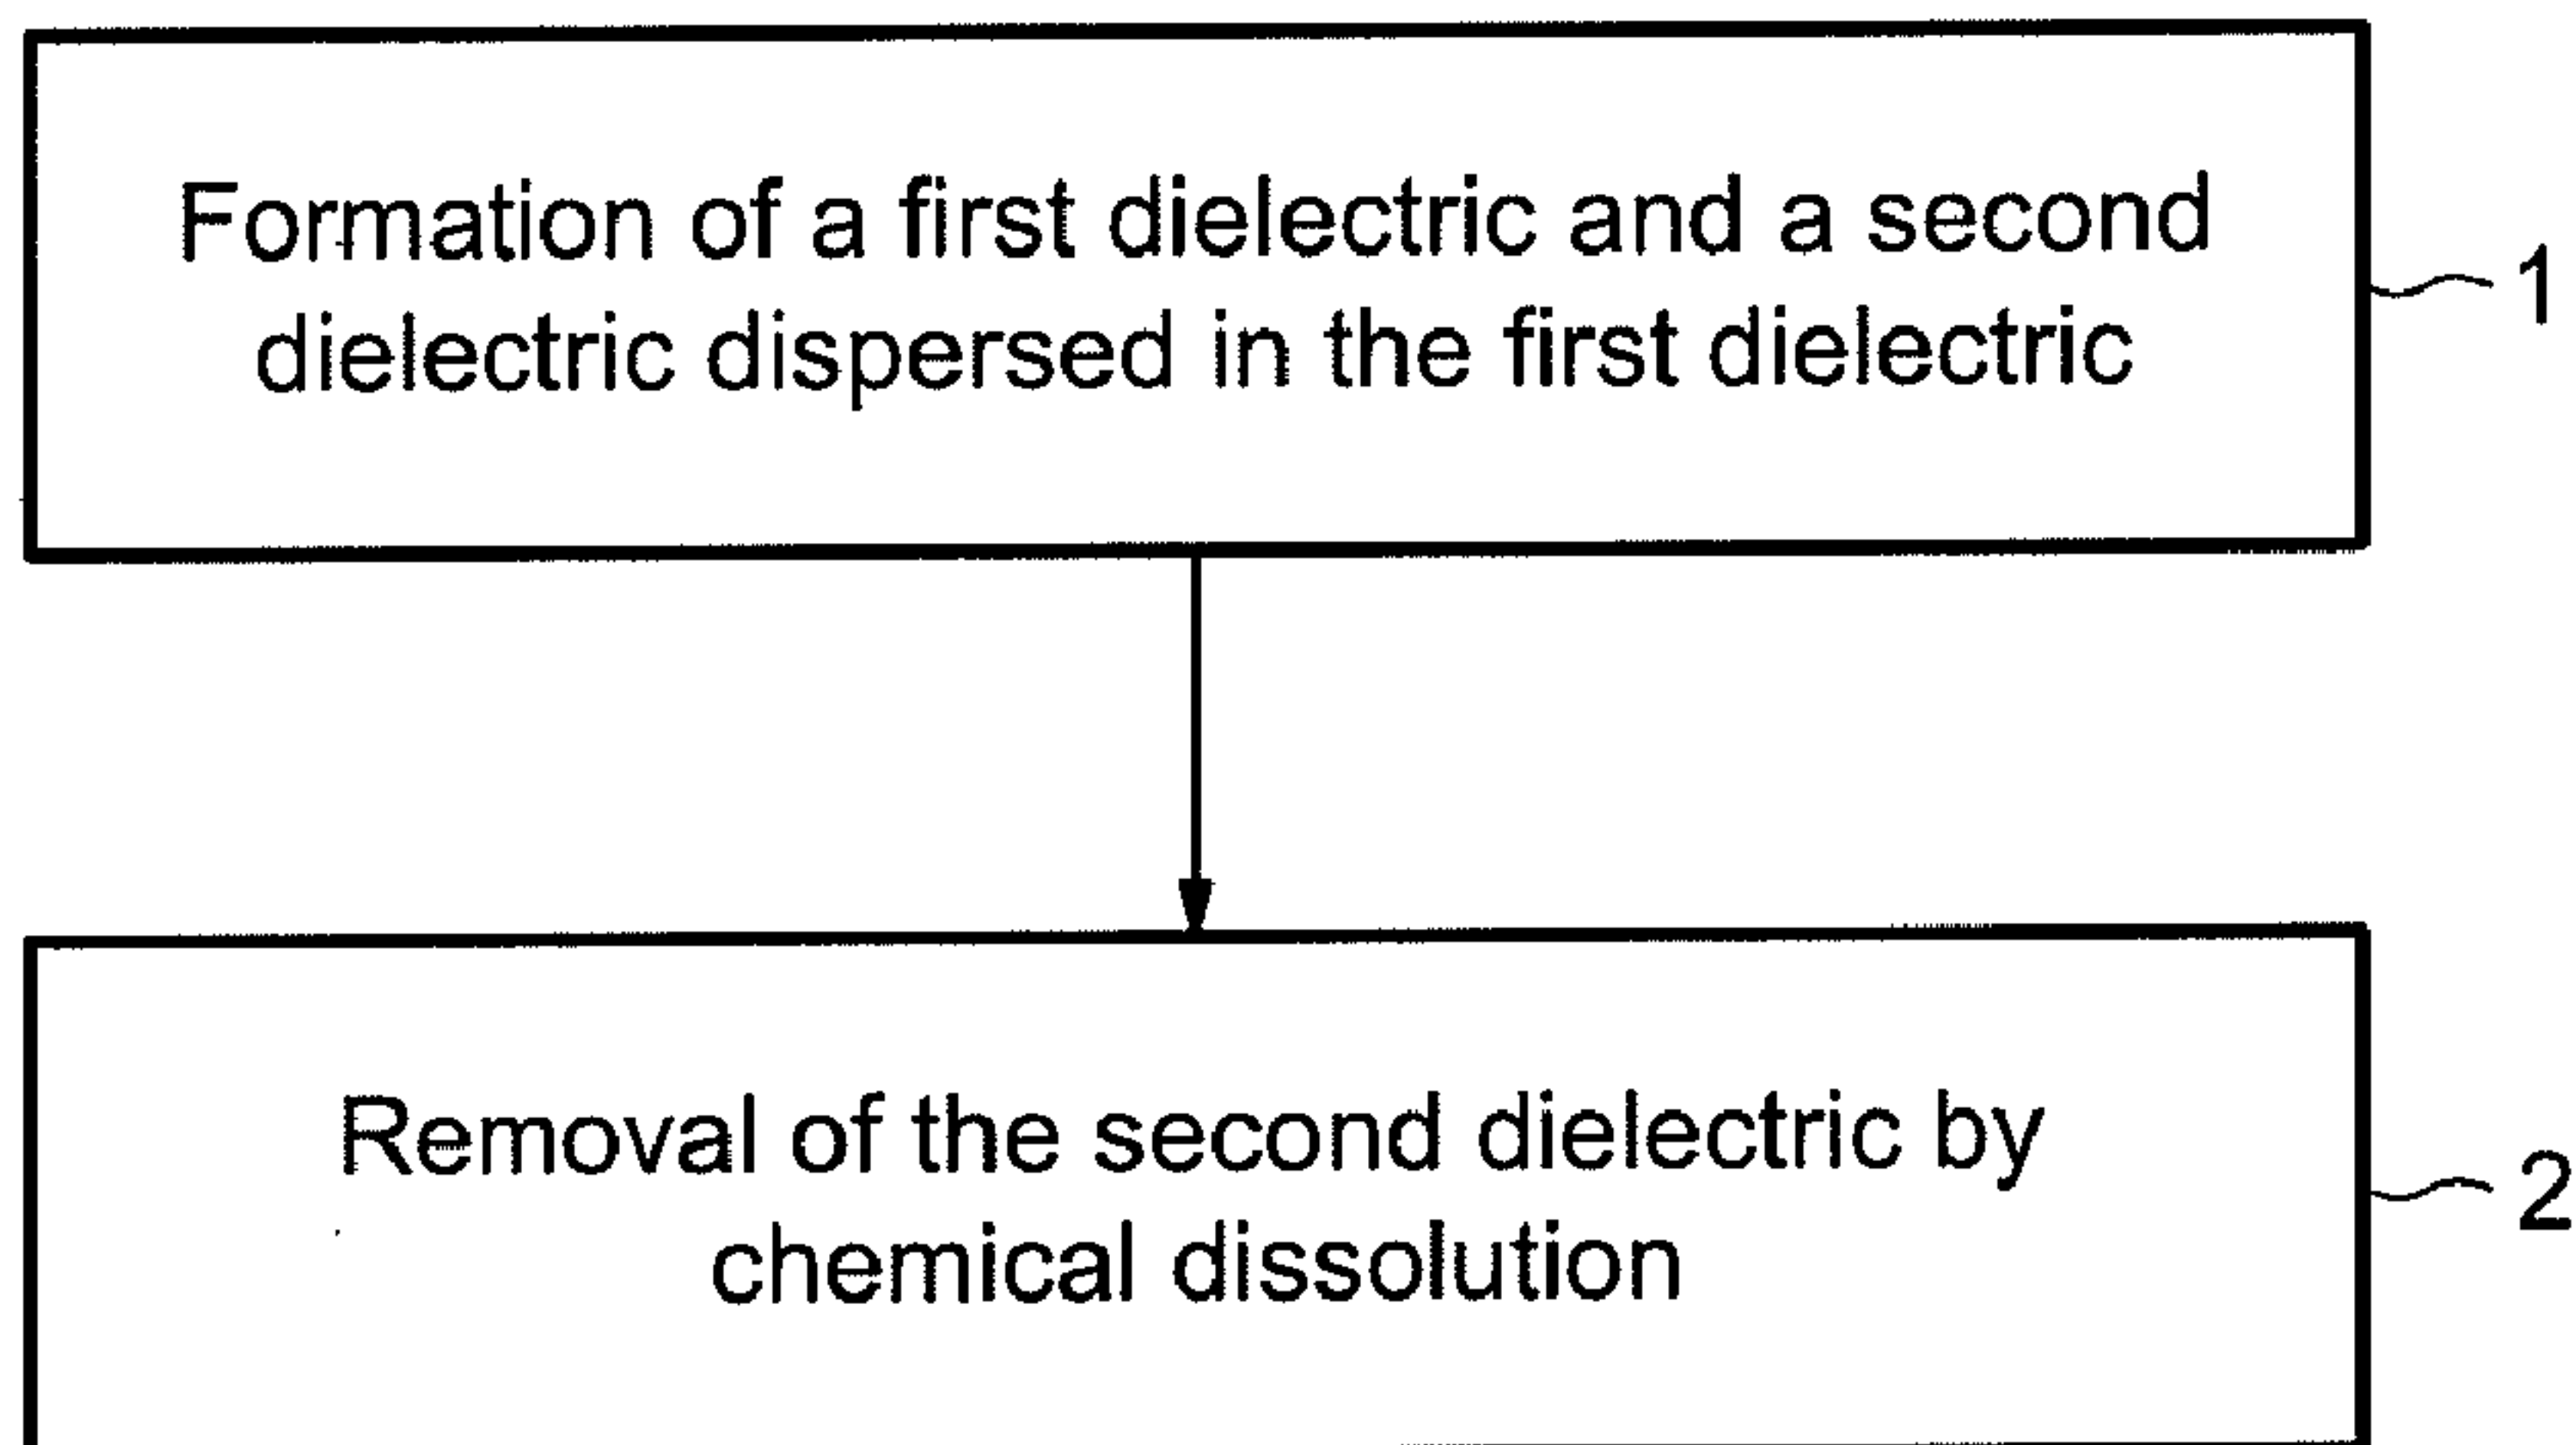 Formation of a first dielectric and a second
dielectric dispersed in the first dielectric
1
Removal of the second dielectric by
chemical dissolution
2